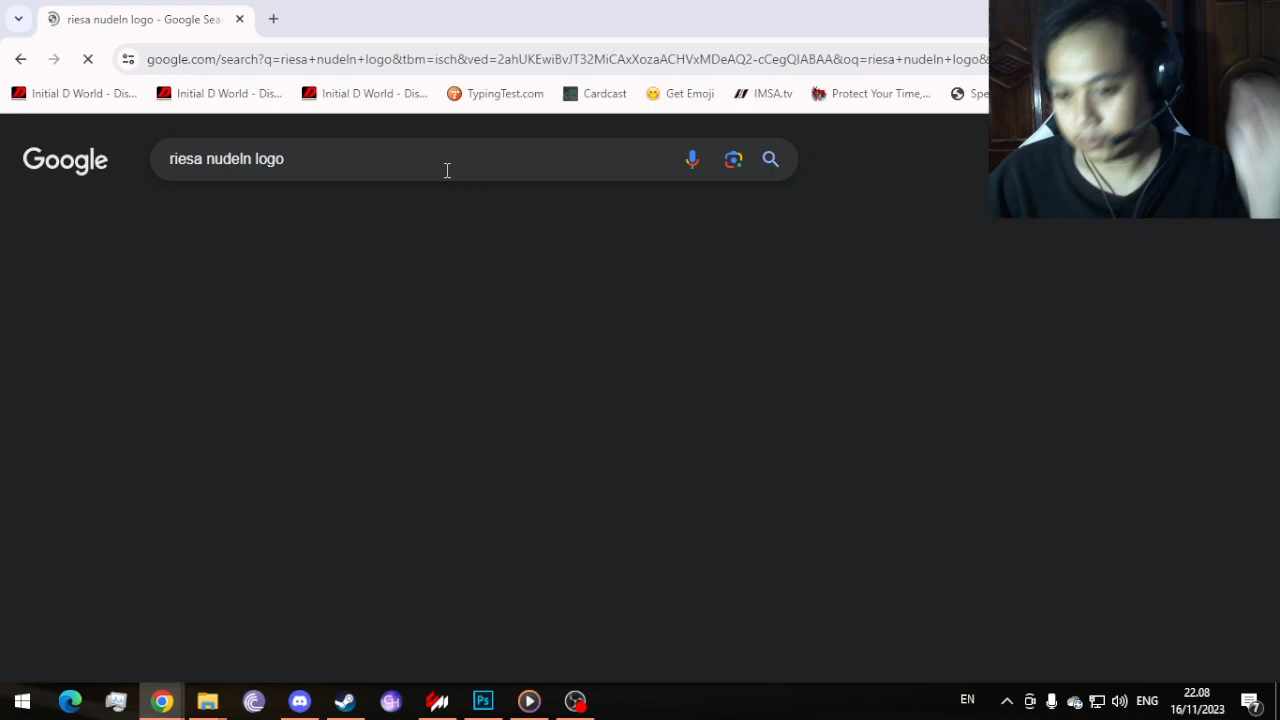 riesa nudeln logo - Google Sea
google.com/search?q=riesa+nudeln+logo&tbm=isch&ved=2ahUKEwiBvJT32MiCAxXozaACHVxMDeAQ2-cCegQIABAA&oq=riesa+nudeln+logo&
Initial D World - Dis... Initial D World - Dis... Initial D World - Dis... TypingTest.com Cardcast Get Emoji IMSA.tv Protect Your Time,... Spe
Google riesa nudeln logo
EN ENG 22.08
16/11/2023 7